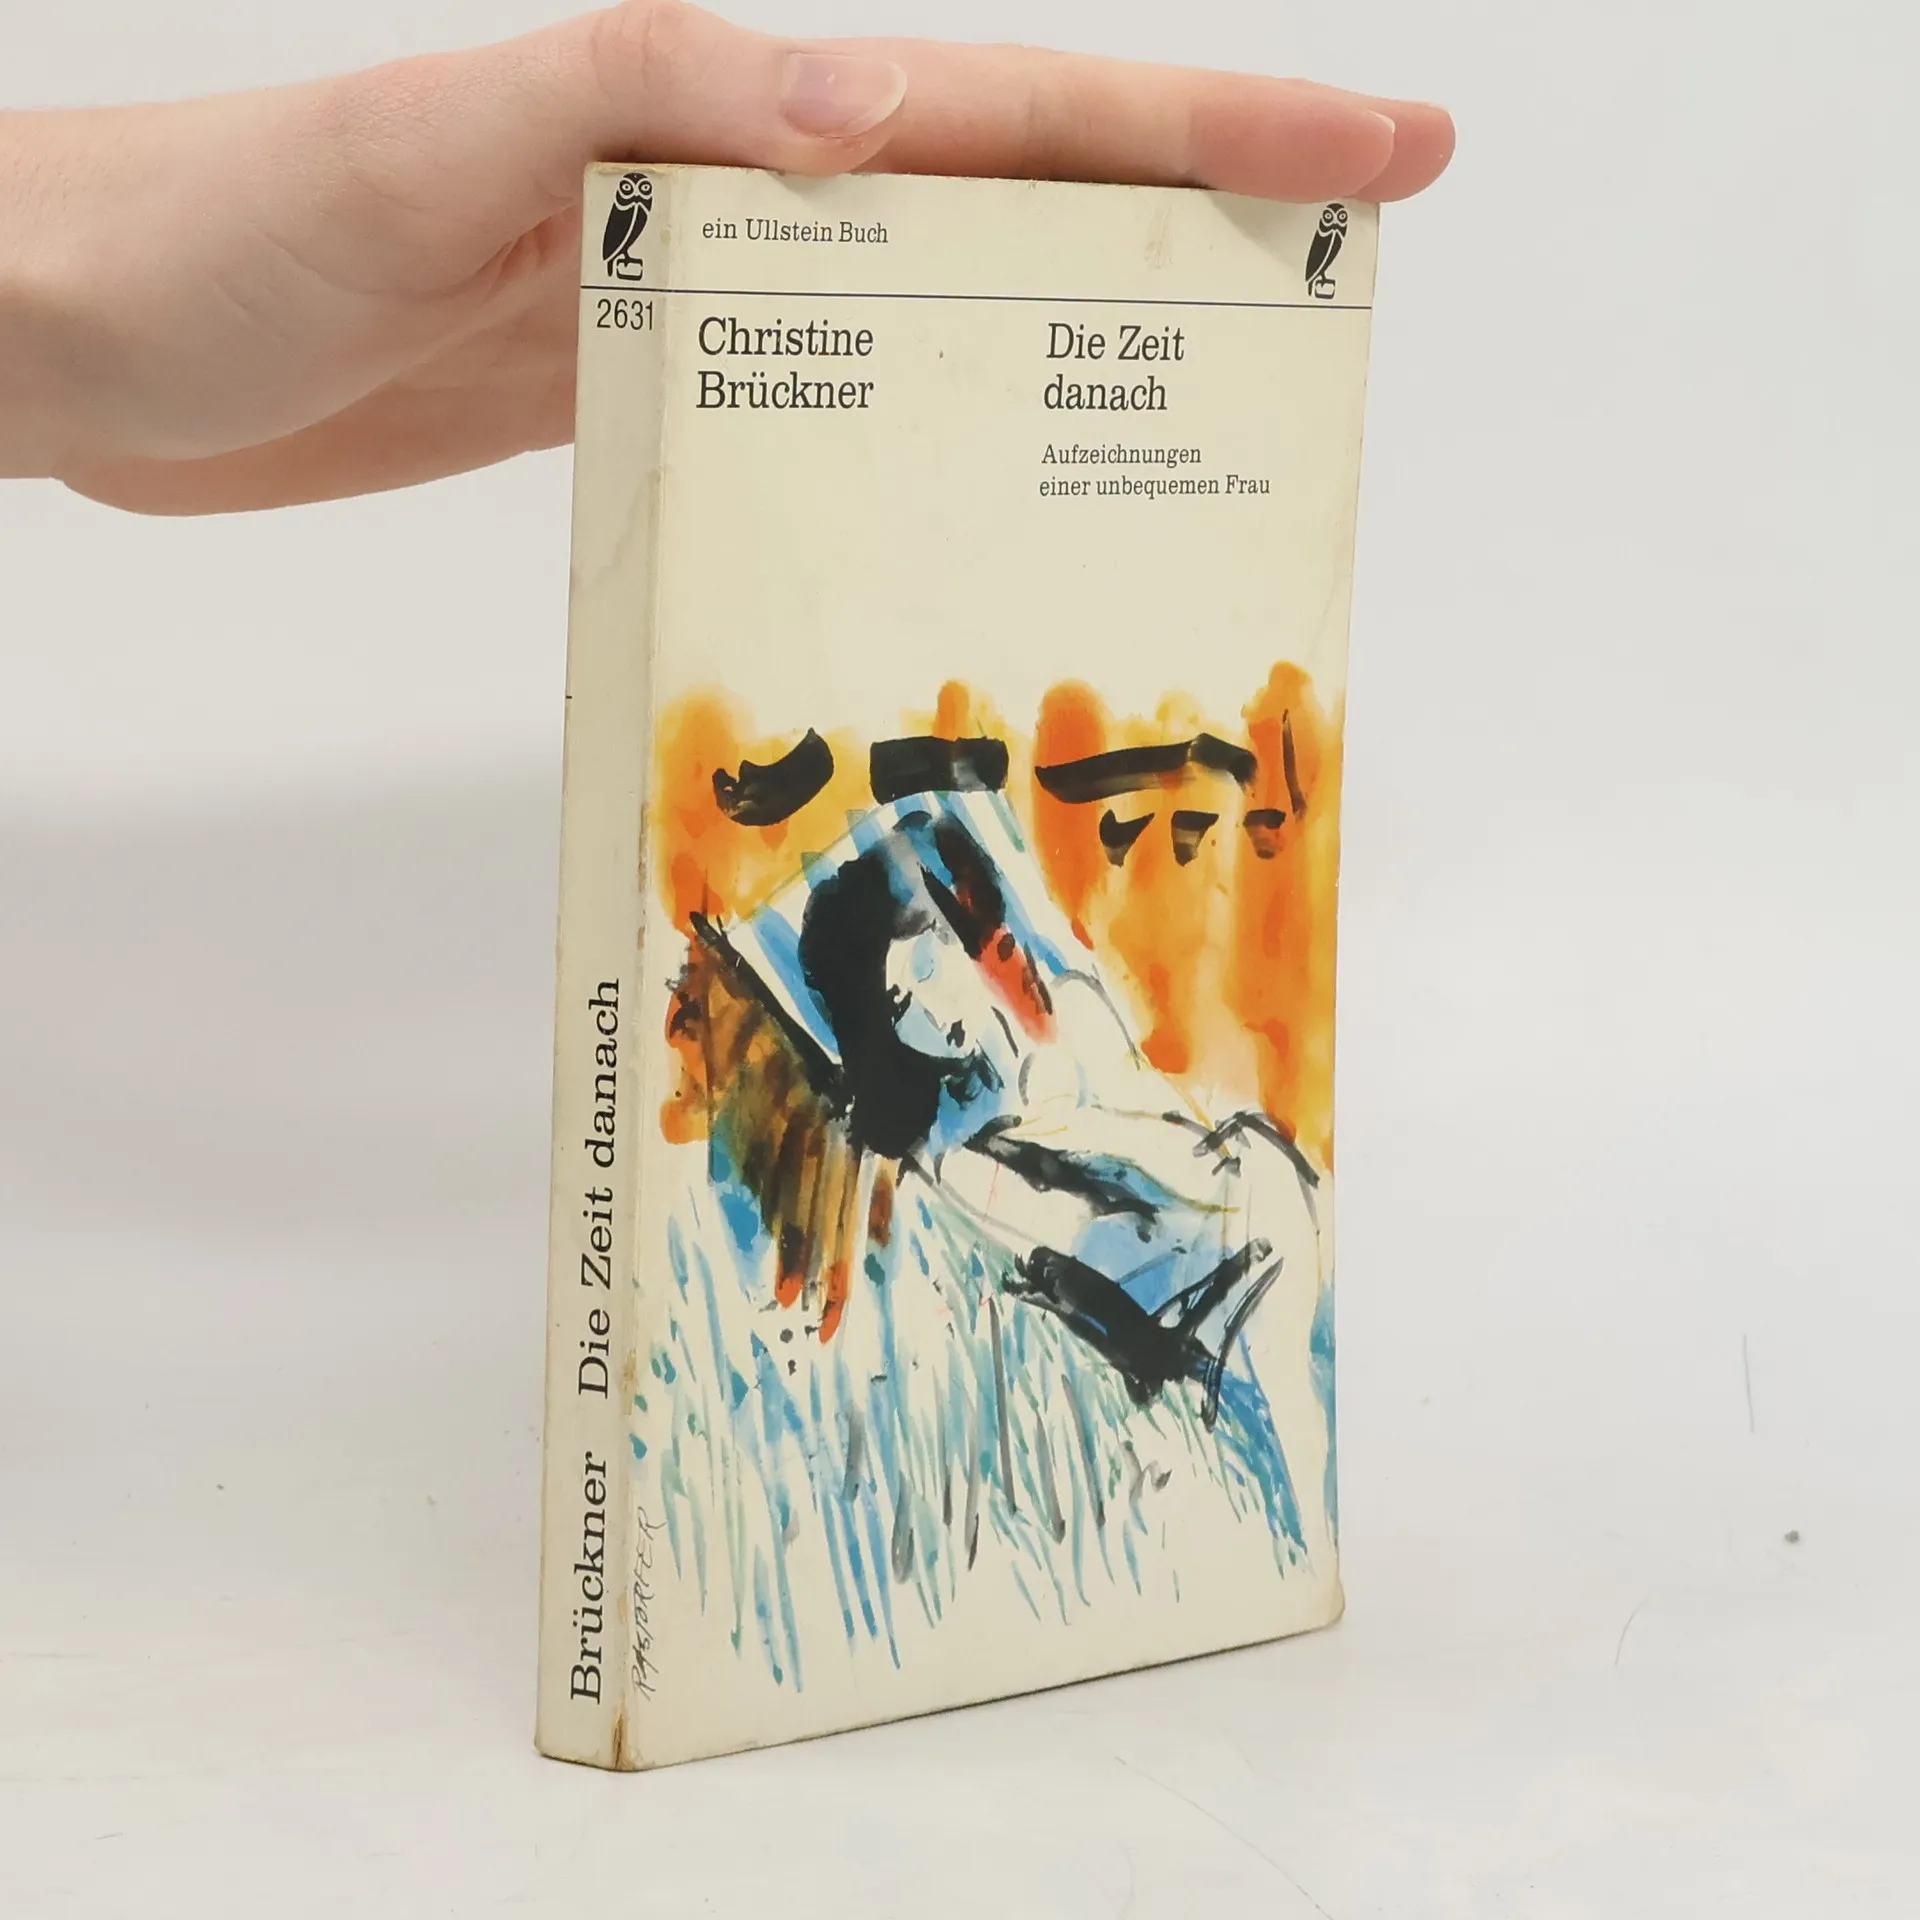 ein Ullstein Buch
2631
Christine
Brückner
Die Zeit
danach
Aufzeichnungen
einer unbequemen Frau
Brückner Die Zeit danach